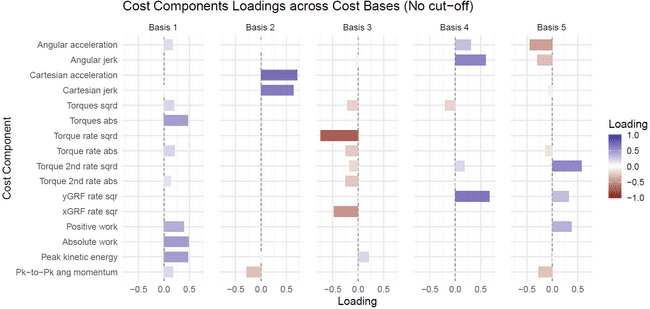 Cost Components Loadings across Cost Bases (No cut−off)
Basis 1 Basis 2 Basis 3 Basis 4 Basis 5
Angular acceleration
Angular jerk
Cartesian acceleration
Cartesian jerk
Torques sqrd
Torques abs
Torque rate sqrd
Torque rate abs
Torque 2nd rate sqrd
Torque 2nd rate abs
yGRF rate sqr
xGRF rate sqr
Positive work
Absolute work
Peak kinetic energy
Pk−to−Pk ang momentum
Cost Component
−0.5 0.0 0.5 −0.5 0.0 0.5 −0.5 0.0 0.5 −0.5 0.0 0.5 −0.5 0.0 0.5
Loading
Loading
1.0
0.5
0.0
−0.5
−1.0